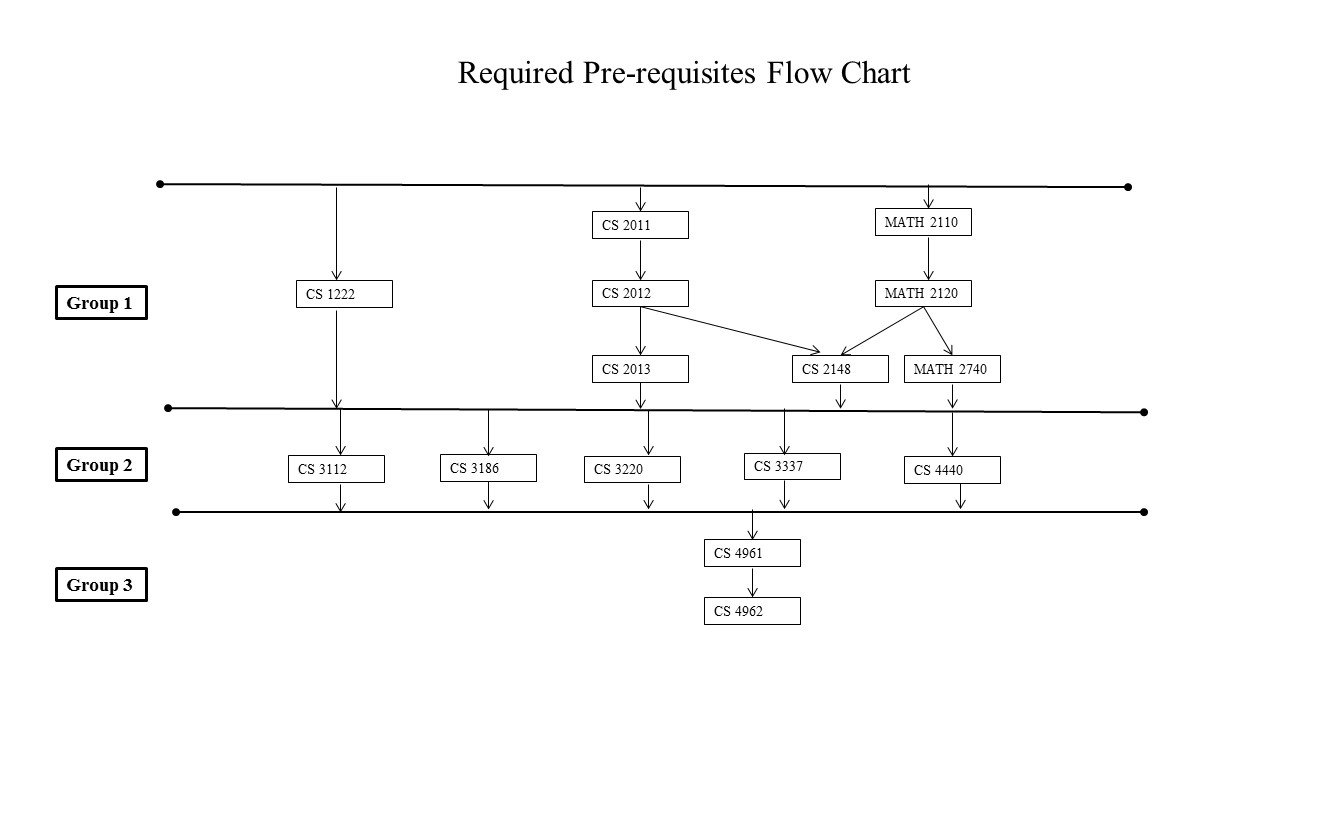 Required Pre-requisites Flow Chart
CS 2011
MATH 2110
Group 1
CS 1222
CS 2012
MATH 2120
CS 2013
CS 2148
MATH 2740
Group 2
CS 3112
CS 3186
CS 3220
CS 3337
CS 4440
Group 3
CS 4961
CS 4962